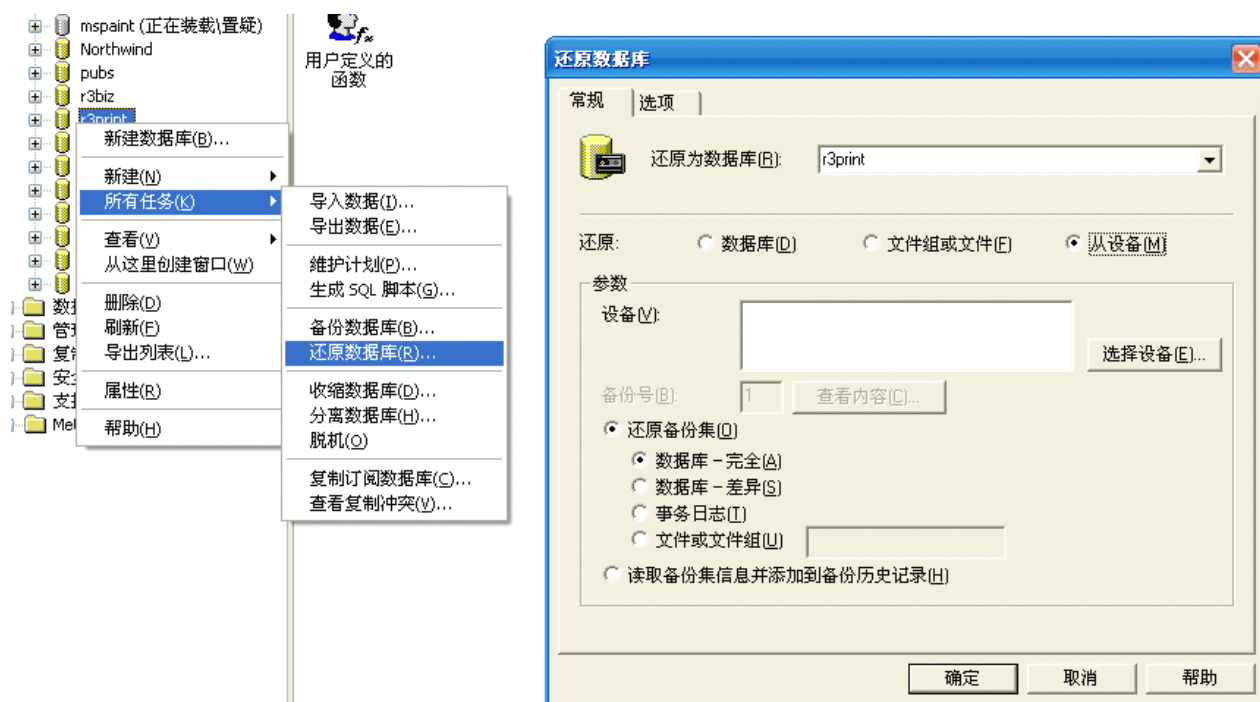 mspaint (正在装载\置疑)
Northwind
pubs
r3biz
r3print
数
管
复
安
支
Me
用户定义的
函数
新建数据库(B)...
新建(N)
所有任务(K)
查看(V)
从这里创建窗口(W)
删除(D)
刷新(F)
导出列表(L)...
属性(R)
帮助(H)
导入数据(I)...
导出数据(E)...
维护计划(P)...
生成 SQL 脚本(G)...
备份数据库(B)...
还原数据库(R)...
收缩数据库(D)...
分离数据库(H)...
脱机(O)
复制订阅数据库(C)...
查看复制冲突(V)...
还原数据库
常规
选项
还原为数据库(R):
r3print
还原:
数据库(D)
文件组或文件(F)
从设备(M)
参数
设备(V):
选择设备(E)...
备份号(B):
1
查看内容(C)...
还原备份集(O)
数据库 – 完全(A)
数据库 – 差异(S)
事务日志(T)
文件或文件组(U)
读取备份集信息并添加到备份历史记录(H)
确定
取消
帮助